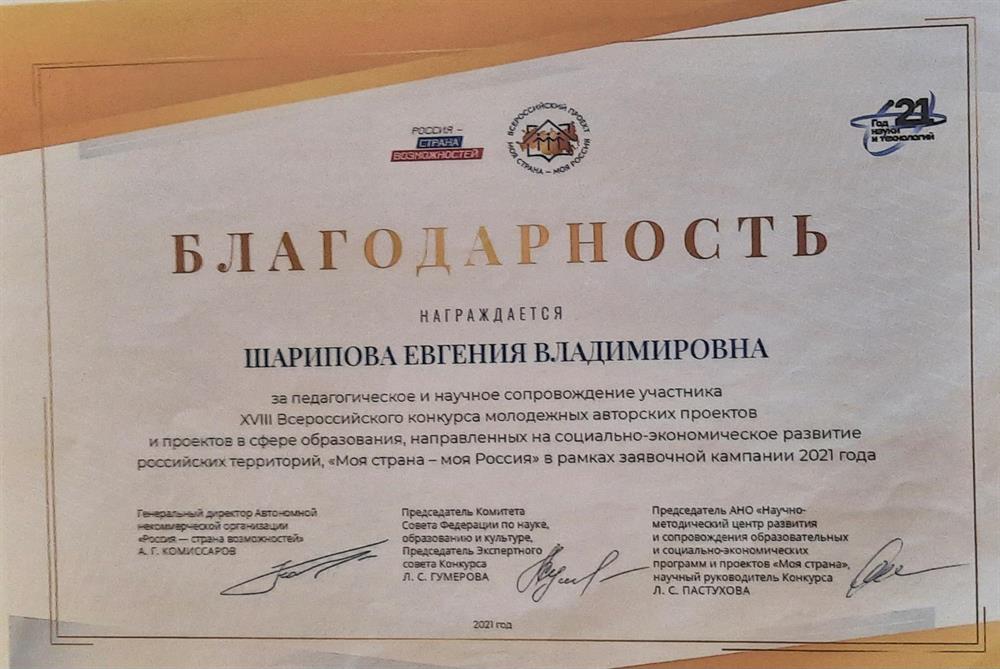 РОССИЯ –
СТРАНА
ВОЗМОЖНОСТЕЙ
ВСЕРОССИЙСКИЙ ПРОЕКТ
МОЯ СТРАНА – МОЯ РОССИЯ
'21
Год
науки
и технологий
БЛАГОДАРНОСТЬ
НАГРАЖДАЕТСЯ
ШАРИПОВА ЕВГЕНИЯ ВЛАДИМИРОВНА
за педагогическое и научное сопровождение участника
XVIII Всероссийского конкурса молодежных авторских проектов
и проектов в сфере образования, направленных на социально-экономическое развитие
российских территорий, «Моя страна – моя Россия» в рамках заявочной кампании 2021 года
Генеральный директор Автономной
некоммерческой организации
«Россия — страна возможностей»
А. Г. КОМИССАРОВ
Председатель Комитета
Совета Федерации по науке,
образованию и культуре,
Председатель Экспертного
совета Конкурса
Л. С. ГУМЕРОВА
Председатель АНО «Научно-
методический центр развития
и сопровождения образовательных
и социально-экономических
программ и проектов «Моя страна»,
научный руководитель Конкурса
Л. С. ПАСТУХОВА
2021 год